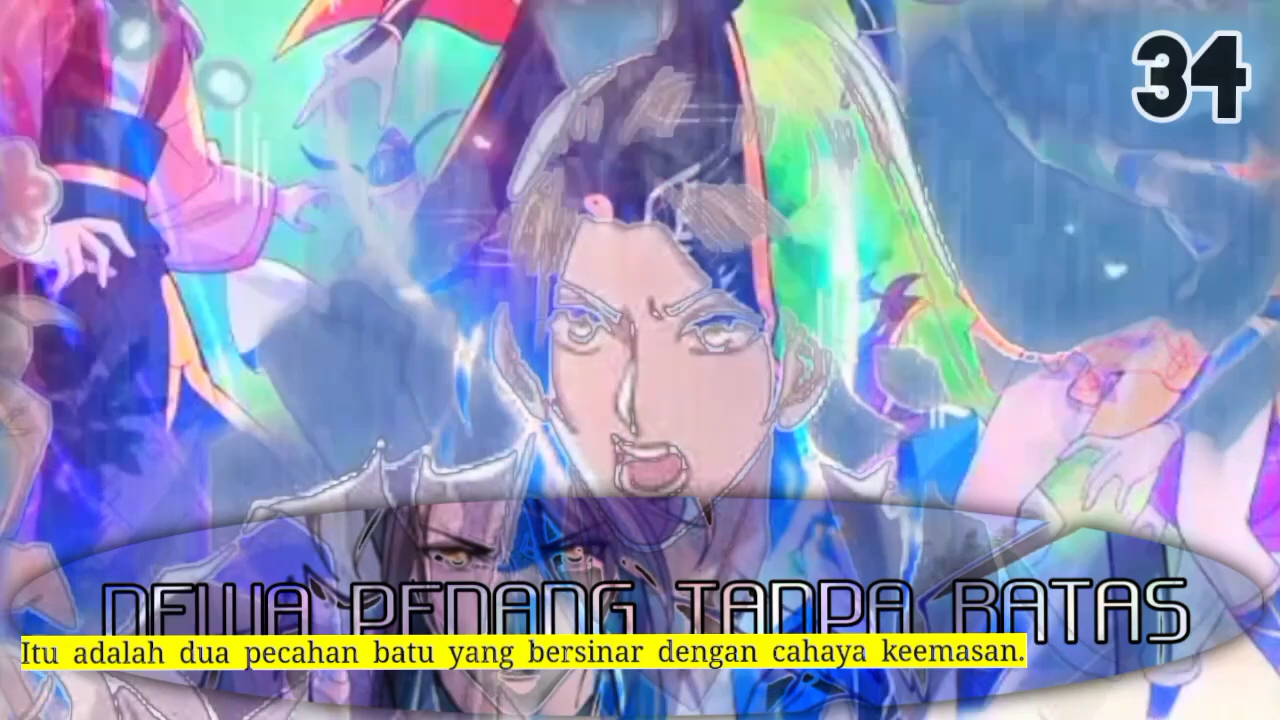 34
DEWA PEDANG TANPA BATAS
Itu adalah dua pecahan batu yang bersinar dengan cahaya keemasan.